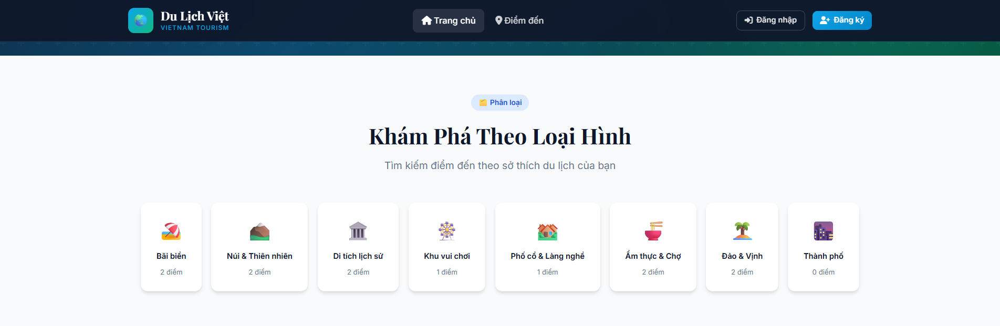 Du Lịch Việt
VIETNAM TOURISM
Trang chủ
Điểm đến
Đăng nhập
Đăng ký
Phân loại
Khám Phá Theo Loại Hình
Tìm kiếm điểm đến theo sở thích du lịch của bạn
Bãi biển
2 điểm
Núi & Thiên nhiên
2 điểm
Di tích lịch sử
2 điểm
Khu vui chơi
1 điểm
Phố cổ & Làng nghề
1 điểm
Ẩm thực & Chợ
2 điểm
Đảo & Vịnh
2 điểm
Thành phố
0 điểm